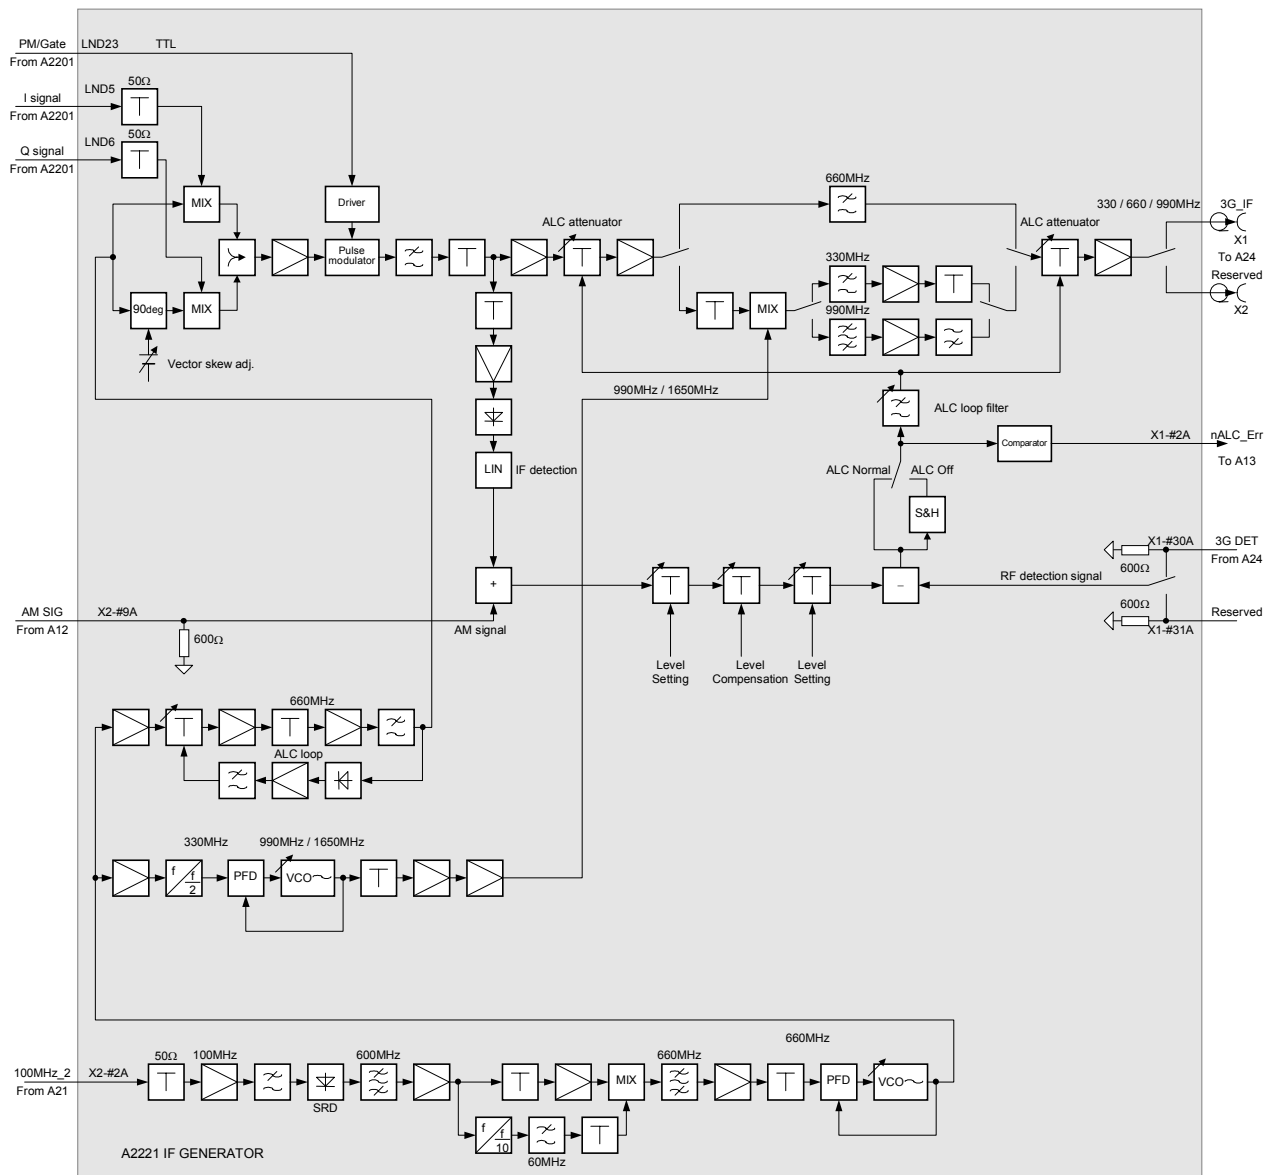 PM/Gate LND23 TTL
From A2201
I signal LND5 50Ω
T
From A2201
Q signal LND6 50Ω
T
From A2201
MIX
Driver
660MHz
330 / 660 / 990MHz
3G_IF
X1
To A24
Reserved
X2
ALC attenuator
ALC attenuator
Pulse modulator
T
T
T
330MHz
T
90deg
MIX
T
T
MIX
990MHz
Vector skew adj.
990MHz / 1650MHz
ALC loop filter
LIN
IF detection
Comparator
X1-#2A
nALC_Err
To A13
ALC Normal
ALC Off
S&H
X1-#30A
3G DET
From A24
600Ω
+
T
T
T
–
RF detection signal
600Ω
Reserved
X1-#31A
AM SIG X2-#9A
From A12
600Ω
AM signal
Level Setting
Level Compensation
Level Setting
660MHz
T
T
ALC loop
330MHz
990MHz / 1650MHz
f
f
2
PFD
VCO
T
660MHz
100MHz_2 X2-#2A
From A21
50Ω
T
100MHz
SRD
600MHz
T
MIX
660MHz
T
PFD
VCO
f
f
10
60MHz
T
A2221 IF GENERATOR